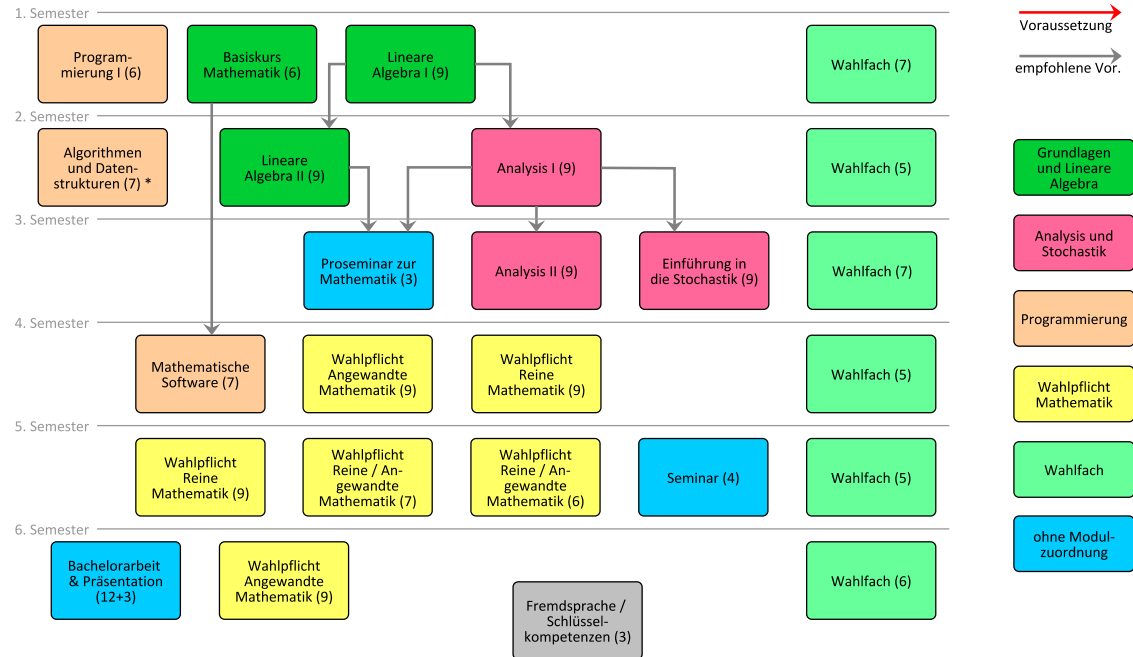 1. Semester
Program-
mierung I (6)
Basiskurs
Mathematik (6)
Lineare
Algebra I (9)
Wahlfach (7)
2. Semester
Algorithmen
und Daten-
strukturen (7) *
Lineare
Algebra II (9)
Analysis I (9)
Wahlfach (5)
3. Semester
Proseminar zur
Mathematik (3)
Analysis II (9)
Einführung in
die Stochastik (9)
Wahlfach (7)
4. Semester
Mathematische
Software (7)
Wahlpflicht
Angewandte
Mathematik (9)
Wahlpflicht
Reine
Mathematik (9)
Wahlfach (5)
5. Semester
Wahlpflicht
Reine
Mathematik (9)
Wahlpflicht
Reine / An-
gewandte
Mathematik (7)
Wahlpflicht
Reine / An-
gewandte
Mathematik (6)
Seminar (4)
Wahlfach (5)
6. Semester
Bachelorarbeit
& Präsentation
(12+3)
Wahlpflicht
Angewandte
Mathematik (9)
Fremdsprache /
Schlüssel-
kompetenzen (3)
Wahlfach (6)
Voraussetzung
empfohlene Vor.
Grundlagen
und Lineare
Algebra
Analysis und
Stochastik
Programmierung
Wahlpflicht
Mathematik
Wahlfach
ohne Modul-
zuordnung